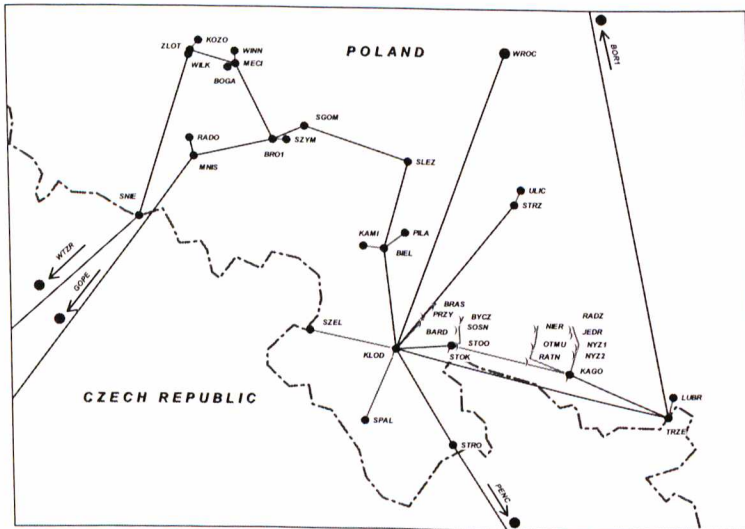 KOZO
ZLOT
WINN
WILK
MECI
BOGA
POLAND
WROC
BOR1
SGOM
RADO
SZYM
BRO1
MNIS
SLEZ
ULIC
STRZ
SNIE
KAMI
PILA
BIEL
WTZR
GOPE
BRAS
PRZY
BYCZ
SOSN
RADZ
NIER
JEDR
BARD
STOO
OTMU
NYZ1
SZEL
KLOD
STOK
RATN
NYZ2
KAGO
CZECH REPUBLIC
LUBR
SPAL
TRZE
STRO
PENC